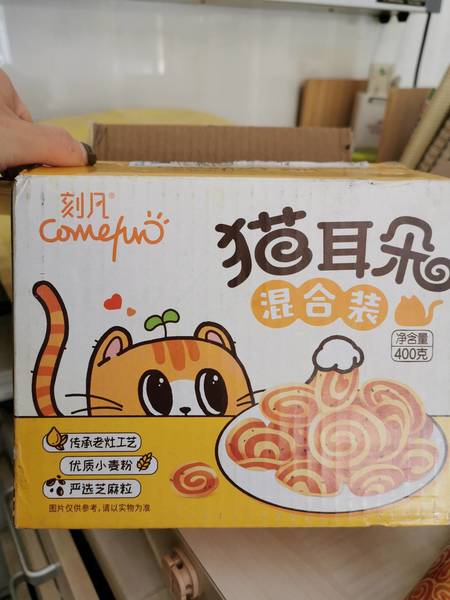 刻凡®
comefun
猫耳朵
混合装
净含量
400克
传承老灶工艺
优质小麦粉
严选芝麻粒
图片仅供参考,请以实物为准